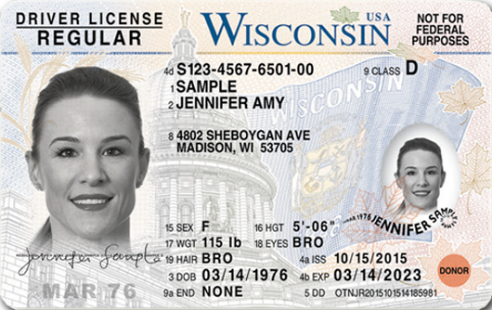 DRIVER LICENSE
REGULAR
WISCONSIN USA
NOT FOR
FEDERAL
PURPOSES
4d S123-4567-6501-00
9 CLASS D
1 SAMPLE
2 JENNIFER AMY
8 4802 SHEBOYGAN AVE
MADISON, WI 53705
WISCONSIN
15 SEX F
16 HGT 5'-06"
17 WGT 115 lb
18 EYES BRO
19 HAIR BRO
4a ISS 10/15/2015
3 DOB 03/14/1976
4b EXP 03/14/2023
9a END NONE
5 DD OTNJR2015101514185981
Jennifer Sample
MAR 76
JENNIFER SAMPLE
DONOR